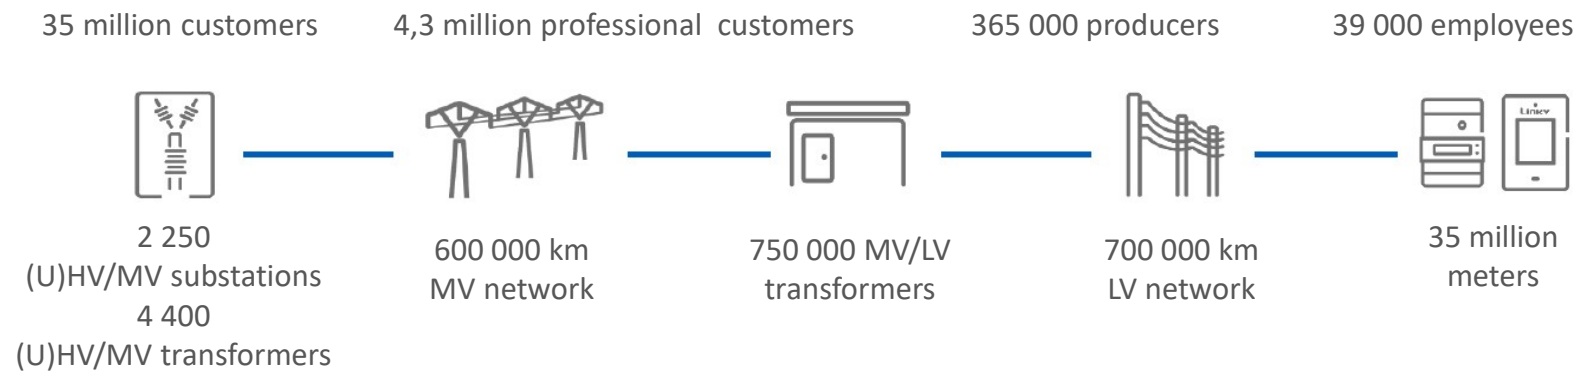 35 million customers
4,3 million professional  customers
365 000 producers
39 000 employees
Linky
2 250
(U)HV/MV substations
4 400
(U)HV/MV transformers
600 000 km
MV network
750 000 MV/LV
transformers
700 000 km
LV network
35 million
meters